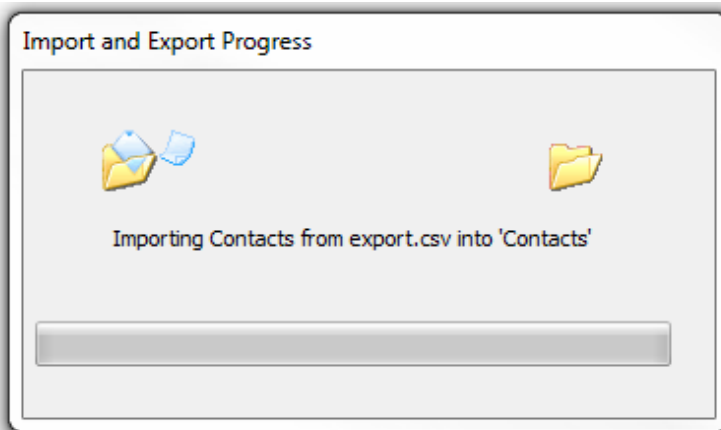 Import and Export Progress
Importing Contacts from export.csv into 'Contacts'